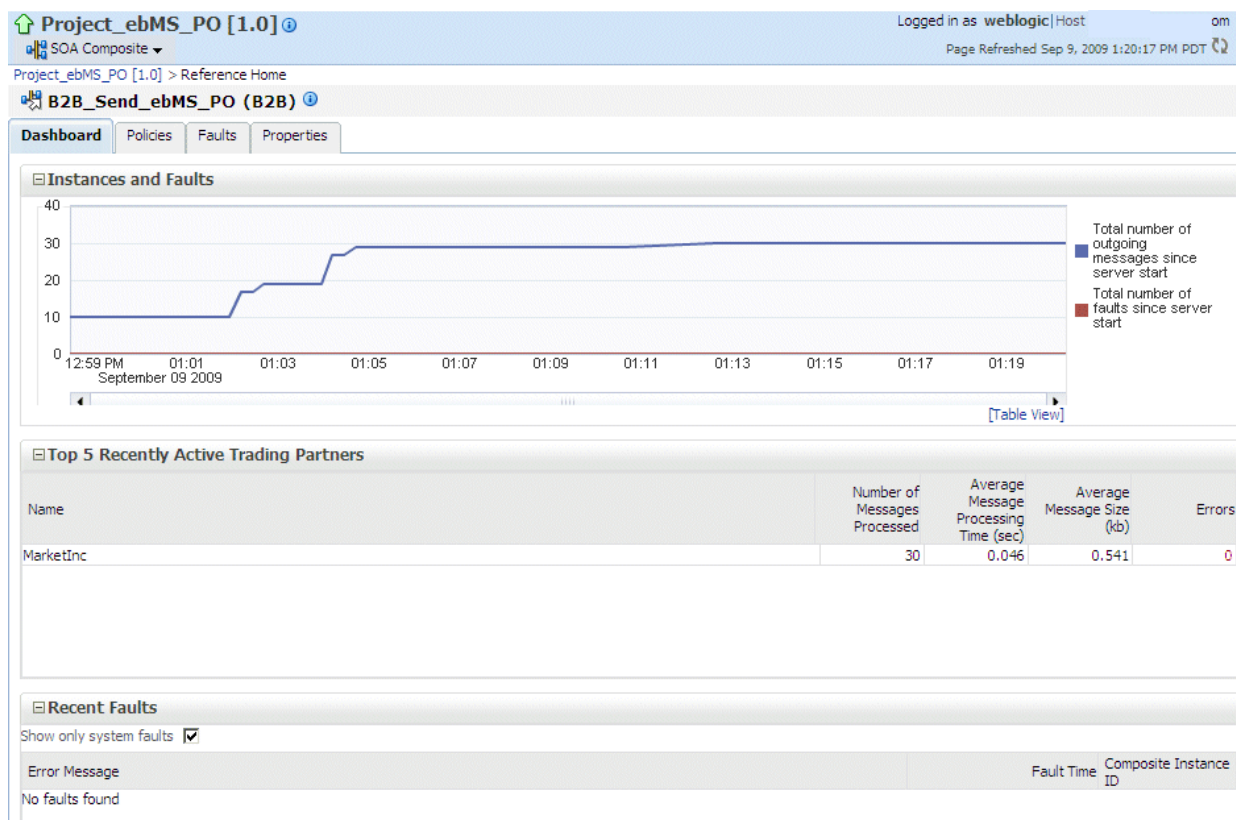 Project_ebMS_PO [1.0]
Logged in as weblogic|Host om
SOA Composite
Page Refreshed Sep 9, 2009 1:20:17 PM PDT
Project_ebMS_PO [1.0] > Reference Home
B2B_Send_ebMS_PO (B2B)
Dashboard Policies Faults Properties
Instances and Faults
40
30
20
10
0
12:59 PM 01:01 01:03 01:05 01:07 01:09 01:11 01:13 01:15 01:17 01:19
September 09 2009
Total number of
outgoing
messages since
server start
Total number of
faults since server
start
[Table View]
Top 5 Recently Active Trading Partners
Name
Number of
Messages
Processed
Average
Message
Processing
Time (sec)
Average
Message Size
(kb)
Errors
MarketInc 30 0.046 0.541 0
Recent Faults
Show only system faults
Error Message
Fault Time
Composite Instance
ID
No faults found